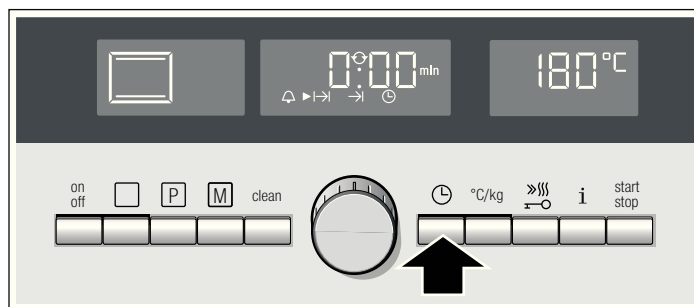 0:00 min
180°C
on
off
P
M
clean
°C/kg
i
start
stop